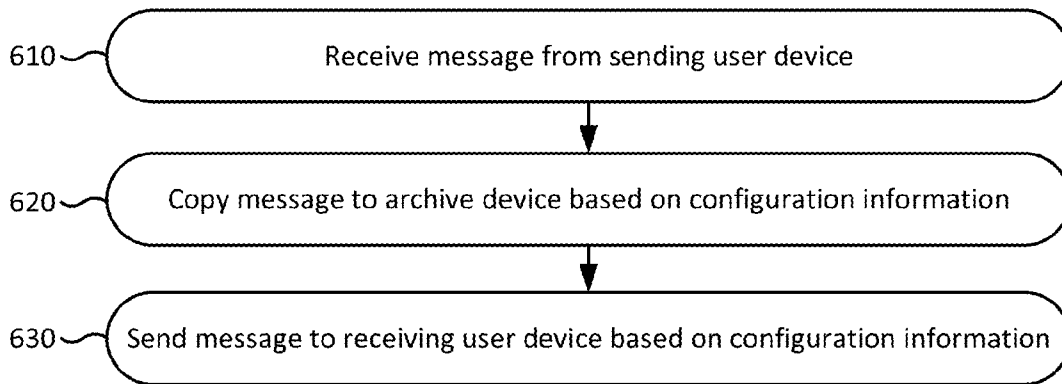 610 Receive message from sending user device
620 Copy message to archive device based on configuration information
630 Send message to receiving user device based on configuration information